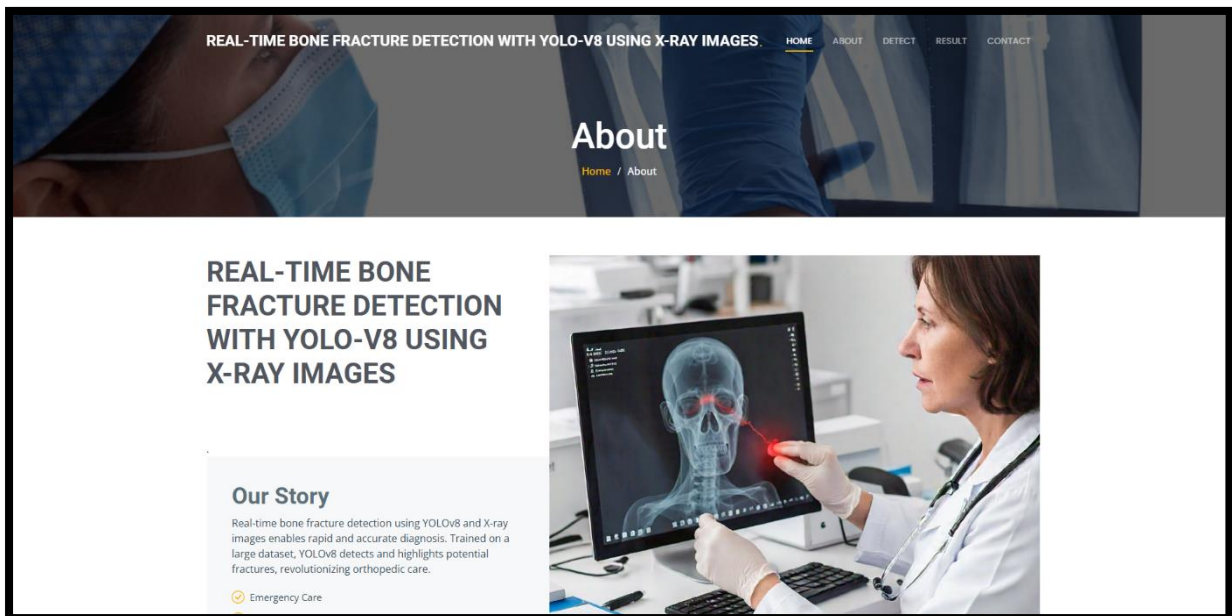 REAL-TIME BONE FRACTURE DETECTION WITH YOLO-V8 USING X-RAY IMAGES. HOME ABOUT DETECT RESULT CONTACT
About
Home / About
REAL-TIME BONE
FRACTURE DETECTION
WITH YOLO-V8 USING
X-RAY IMAGES
.
Our Story
Real-time bone fracture detection using YOLOv8 and X-ray
images enables rapid and accurate diagnosis. Trained on a
large dataset, YOLOv8 detects and highlights potential
fractures, revolutionizing orthopedic care.
Emergency Care